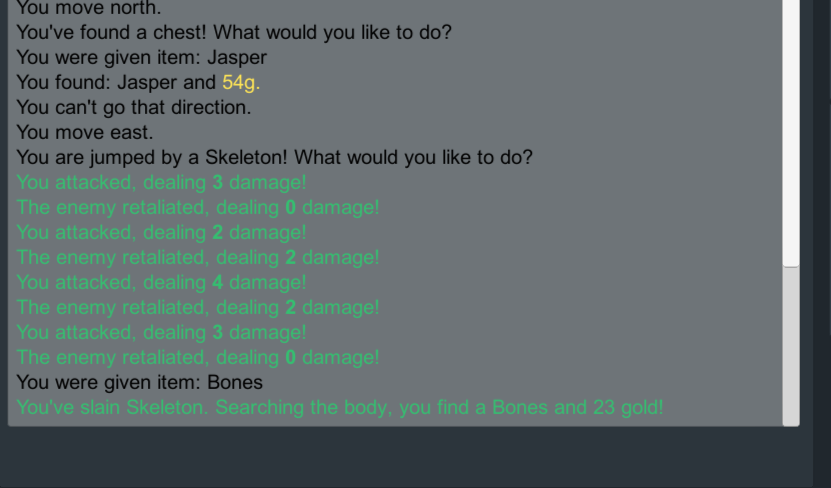 You move north.
You've found a chest! What would you like to do?
You were given item: Jasper
You found: Jasper and 54g.
You can't go that direction.
You move east.
You are jumped by a Skeleton! What would you like to do?
You attacked, dealing 3 damage!
The enemy retaliated, dealing 0 damage!
You attacked, dealing 2 damage!
The enemy retaliated, dealing 2 damage!
You attacked, dealing 4 damage!
The enemy retaliated, dealing 2 damage!
You attacked, dealing 3 damage!
The enemy retaliated, dealing 0 damage!
You were given item: Bones
You've slain Skeleton. Searching the body, you find a Bones and 23 gold!